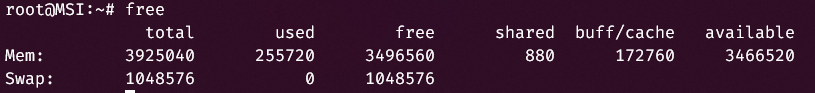 root@MSI:~# free
              total        used        free      shared  buff/cache   available
Mem:        3925040      255720     3496560         880      172760     3466520
Swap:       1048576           0     1048576